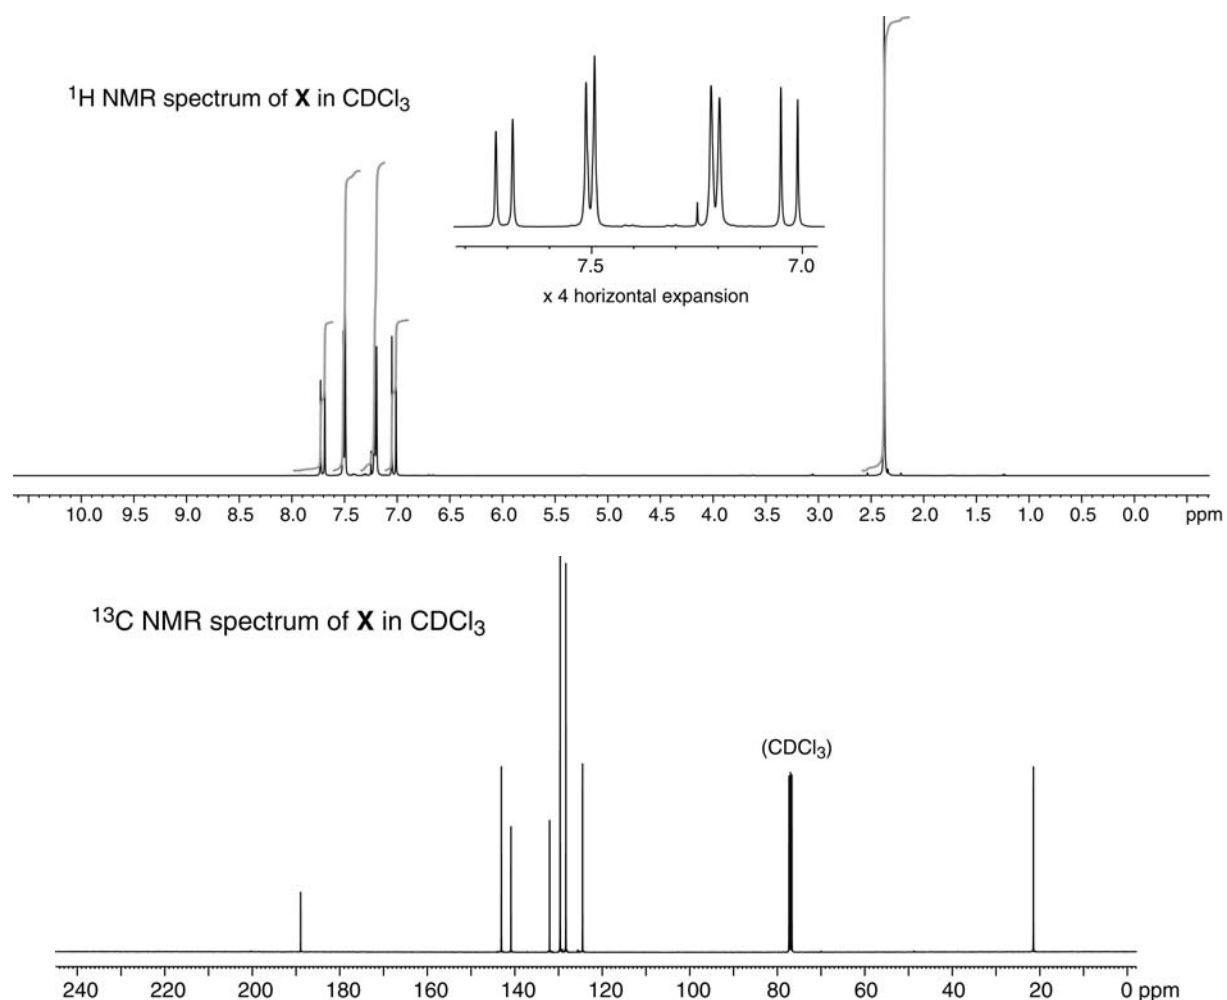 ¹H NMR spectrum of X in CDCl₃
7.5 7.0
x 4 horizontal expansion
10.0 9.5 9.0 8.5 8.0 7.5 7.0 6.5 6.0 5.5 5.0 4.5 4.0 3.5 3.0 2.5 2.0 1.5 1.0 0.5 0.0 ppm
¹³C NMR spectrum of X in CDCl₃
(CDCl₃)
240 220 200 180 160 140 120 100 80 60 40 20 0 ppm